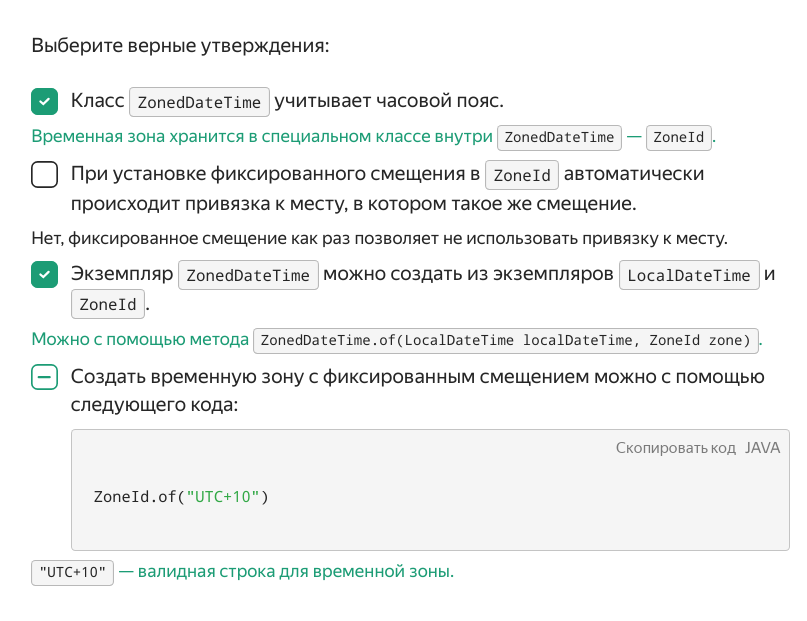 Выберите верные утверждения:
Класс ZonedDateTime учитывает часовой пояс.
Временная зона хранится в специальном классе внутри ZonedDateTime — ZoneId.
При установке фиксированного смещения в ZoneId автоматически
происходит привязка к месту, в котором такое же смещение.
Нет, фиксированное смещение как раз позволяет не использовать привязку к месту.
Экземпляр ZonedDateTime можно создать из экземпляров LocalDateTime и
ZoneId.
Можно с помощью метода ZonedDateTime.of(LocalDateTime localDateTime, ZoneId zone).
Создать временную зону с фиксированным смещением можно с помощью
следующего кода:
Скопировать код JAVA
ZoneId.of("UTC+10")
"UTC+10" — валидная строка для временной зоны.